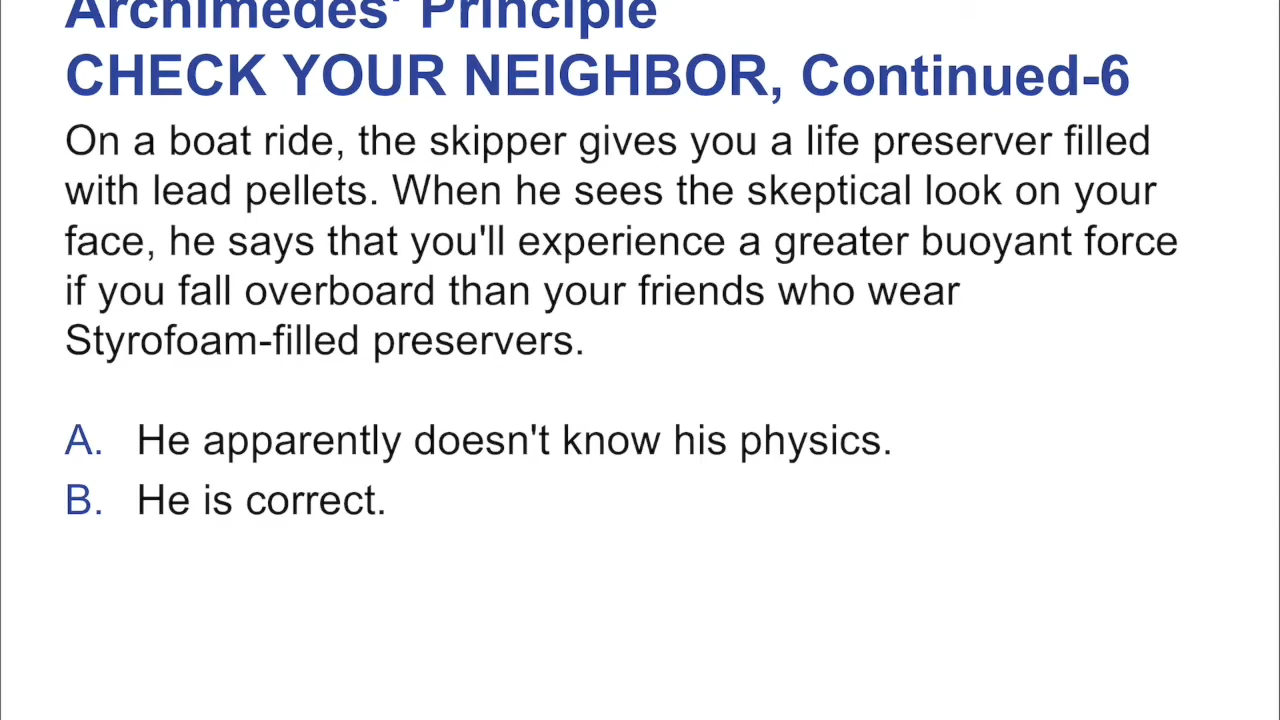 Archimedes' Principle
CHECK YOUR NEIGHBOR, Continued-6
On a boat ride, the skipper gives you a life preserver filled
with lead pellets. When he sees the skeptical look on your
face, he says that you'll experience a greater buoyant force
if you fall overboard than your friends who wear
Styrofoam-filled preservers.
A. He apparently doesn't know his physics.
B. He is correct.